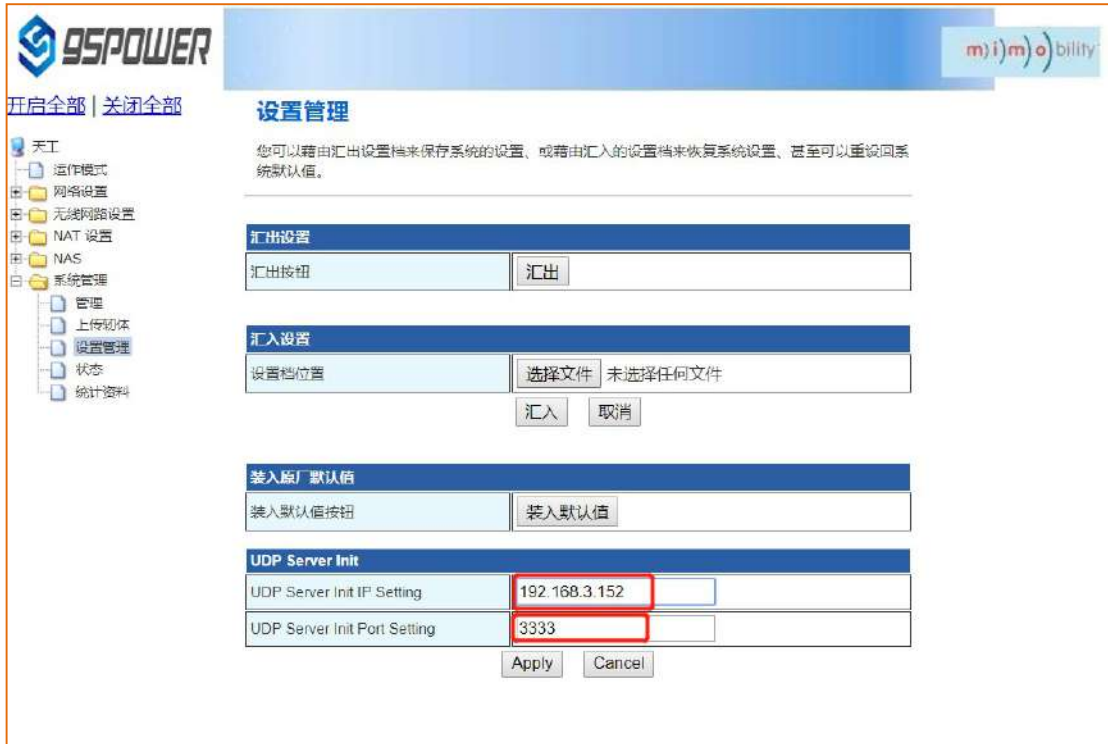 95POWER
m)i)m)o)bility
开启全部 | 关闭全部
天工
运作模式
网络设置
无线网路设置
NAT 设置
NAS
系统管理
管理
上传韧体
设置管理
状态
统计资料
设置管理
您可以藉由汇出设置档来保存系统的设置、或藉由汇入的设置档来恢复系统设置、甚至可以重设回系
统默认值。
汇出设置
汇出按钮 汇出
汇入设置
设置档位置 选择文件 未选择任何文件
汇入 取消
装入原厂默认值
装入默认值按钮 装入默认值
UDP Server Init
UDP Server Init IP Setting 192.168.3.152
UDP Server Init Port Setting 3333
Apply Cancel